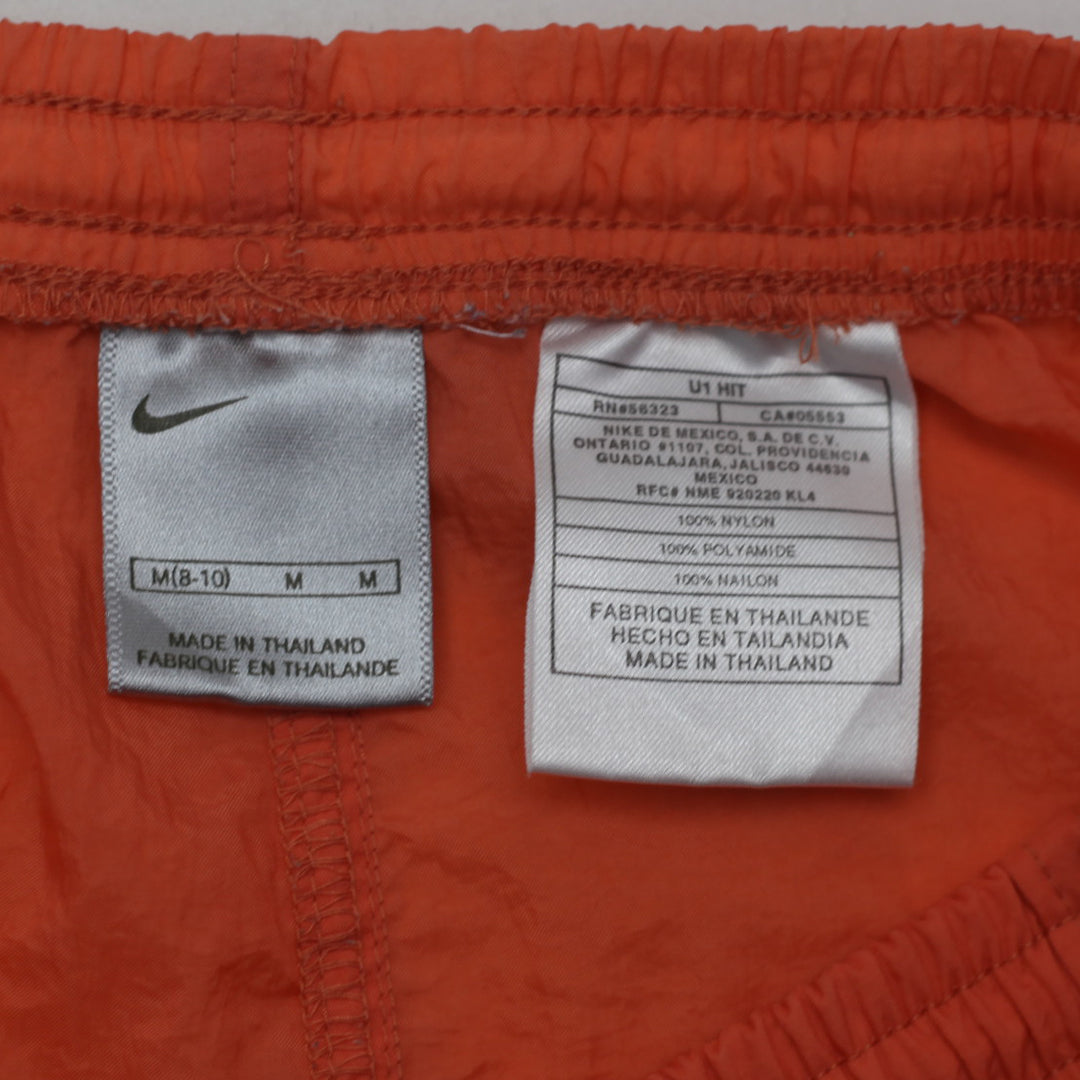 M(8-10) M M
MADE IN THAILAND
FABRIQUE EN THAILANDE
U1 HIT
RN#56323 CA#05553
NIKE DE MEXICO, S.A. DE C.V.
ONTARIO #1107, COL. PROVIDENCIA
GUADALAJARA, JALISCO 44630
MEXICO
RFC# NME 920220 KL4
100% NYLON
100% POLYAMIDE
100% NAILON
FABRIQUE EN THAILANDE
HECHO EN TAILANDIA
MADE IN THAILAND